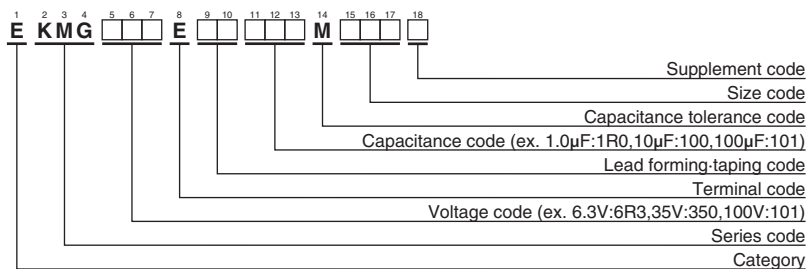 1 2 3 4 5 6 7 8 9 10 11 12 13 14 15 16 17 18
E KMG E M
Supplement code
Size code
Capacitance tolerance code
Capacitance code (ex. 1.0μF:1R0,10μF:100,100μF:101)
Lead forming·taping code
Terminal code
Voltage code (ex. 6.3V:6R3,35V:350,100V:101)
Series code
Category